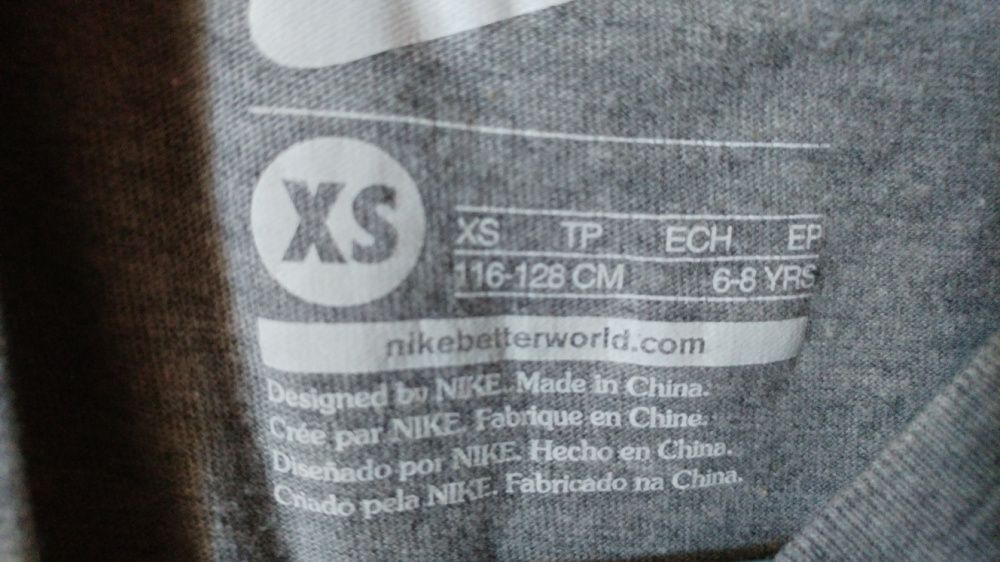 XS
XS TP ECH EP
116-128 CM 6-8 YRS
nikebetterworld.com
Designed by NIKE. Made in China.
Crée par NIKE. Fabrique en Chine.
Diseñado por NIKE. Hecho en China.
Criado pela NIKE. Fabricado na China.